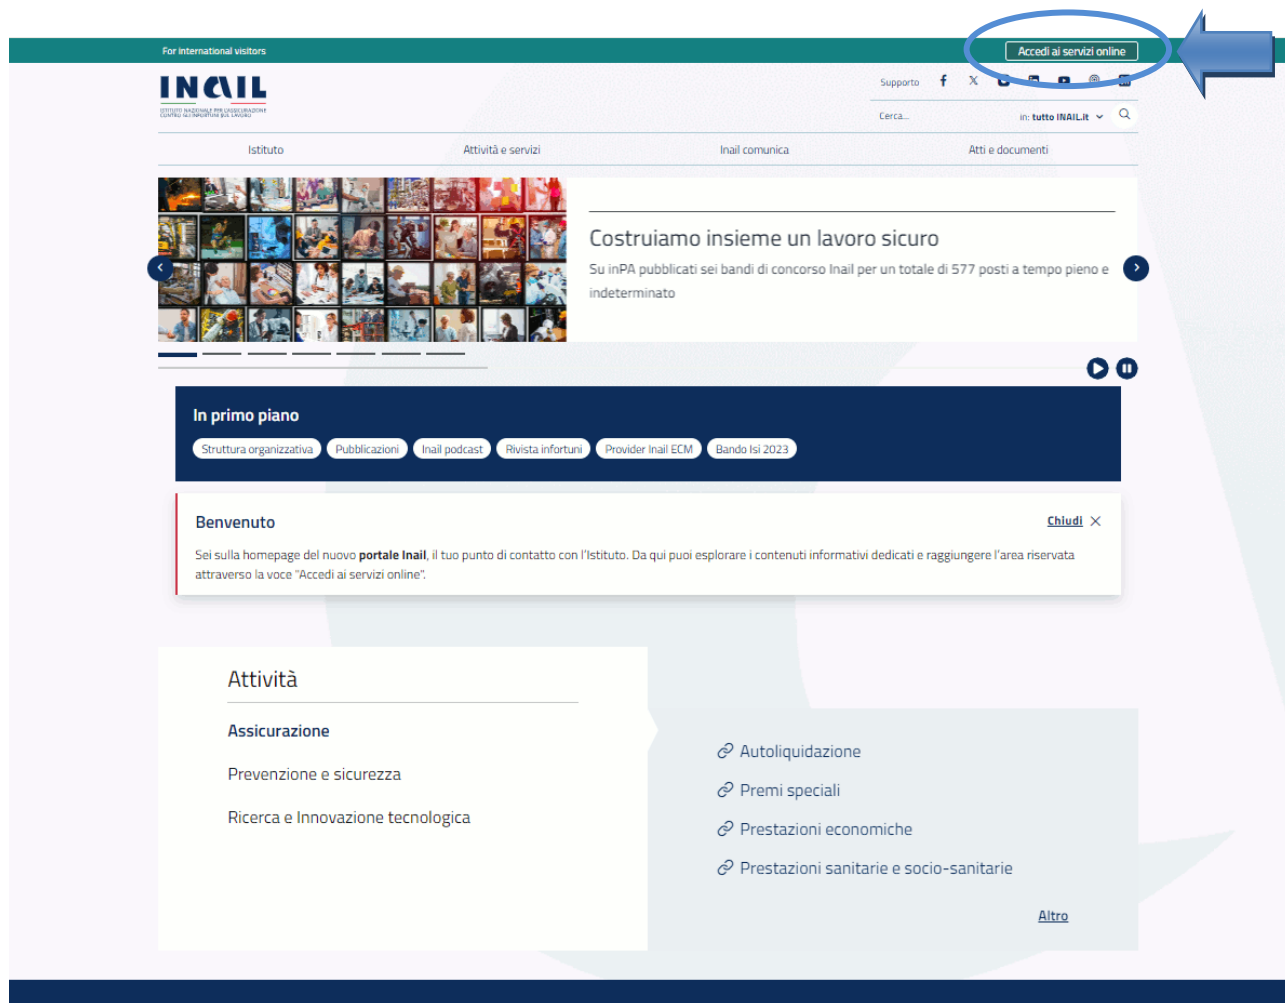 For international visitors
Accedi ai servizi online
INAIL
ISTITUTO NAZIONALE PER L'ASSICURAZIONE
CONTRO GLI INFORTUNI SUL LAVORO
Supporto
Cerca...
in: tutto INAIL.it
Istituto
Attività e servizi
Inail comunica
Atti e documenti
Costruiamo insieme un lavoro sicuro
Su inPA pubblicati sei bandi di concorso Inail per un totale di 577 posti a tempo pieno e
indeterminato
In primo piano
Struttura organizzativa
Pubblicazioni
Inail podcast
Rivista infortuni
Provider Inail ECM
Bando Isi 2023
Benvenuto
Chiudi
Sei sulla homepage del nuovo portale Inail, il tuo punto di contatto con l'Istituto. Da qui puoi esplorare i contenuti informativi dedicati e raggiungere l'area riservata
attraverso la voce "Accedi ai servizi online".
Attività
Assicurazione
Prevenzione e sicurezza
Ricerca e Innovazione tecnologica
Autoliquidazione
Premi speciali
Prestazioni economiche
Prestazioni sanitarie e socio-sanitarie
Altro